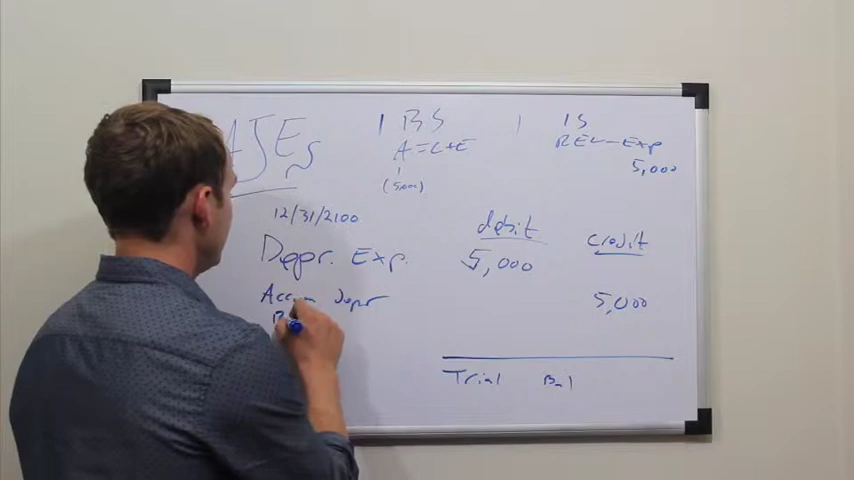 AJEs
1 BS
A = L + E
(5,000)
1 IS
REV - Exp
5,000
12/31/2100
debit
credit
Depr. Exp. 5,000
Accum depr 5,000
Trial Bal